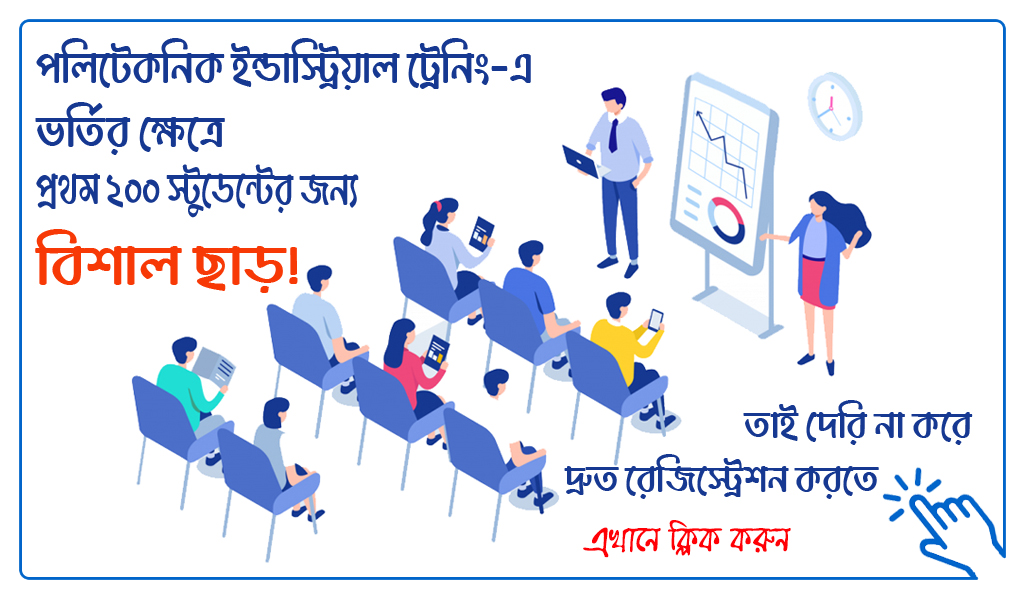 পলিটেকনিক ইন্ডাস্ট্রিয়াল ট্রেনিং-এ
ভর্তির ক্ষেত্রে
প্রথম ২০০ স্টুডেন্টের জন্য
বিশাল ছাড়!
তাই দেরি না করে
দ্রুত রেজিস্ট্রেশন করতে
এখানে ক্লিক করুন